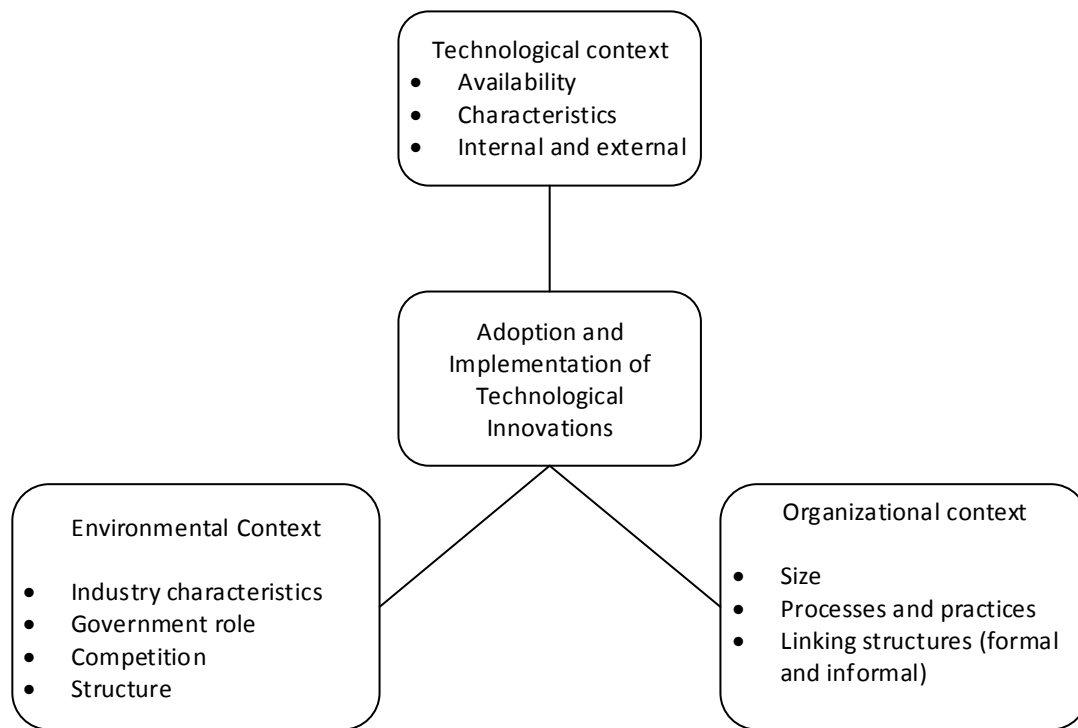 Technological context
• Availability
• Characteristics
• Internal and external
Adoption and
Implementation of
Technological
Innovations
Environmental Context
• Industry characteristics
• Government role
• Competition
• Structure
Organizational context
• Size
• Processes and practices
• Linking structures (formal
and informal)